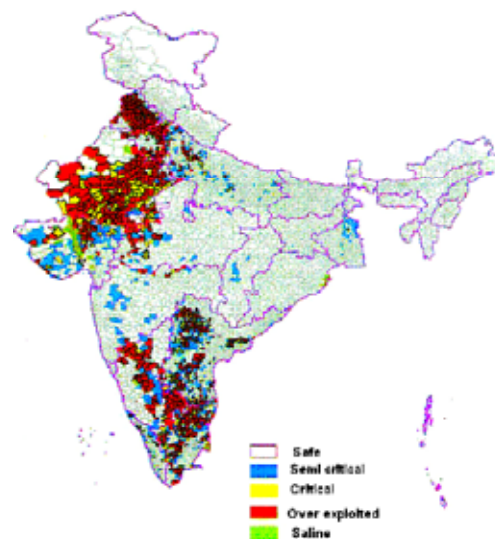 Safe
Semi critical
Critical
Over exploited
Saline